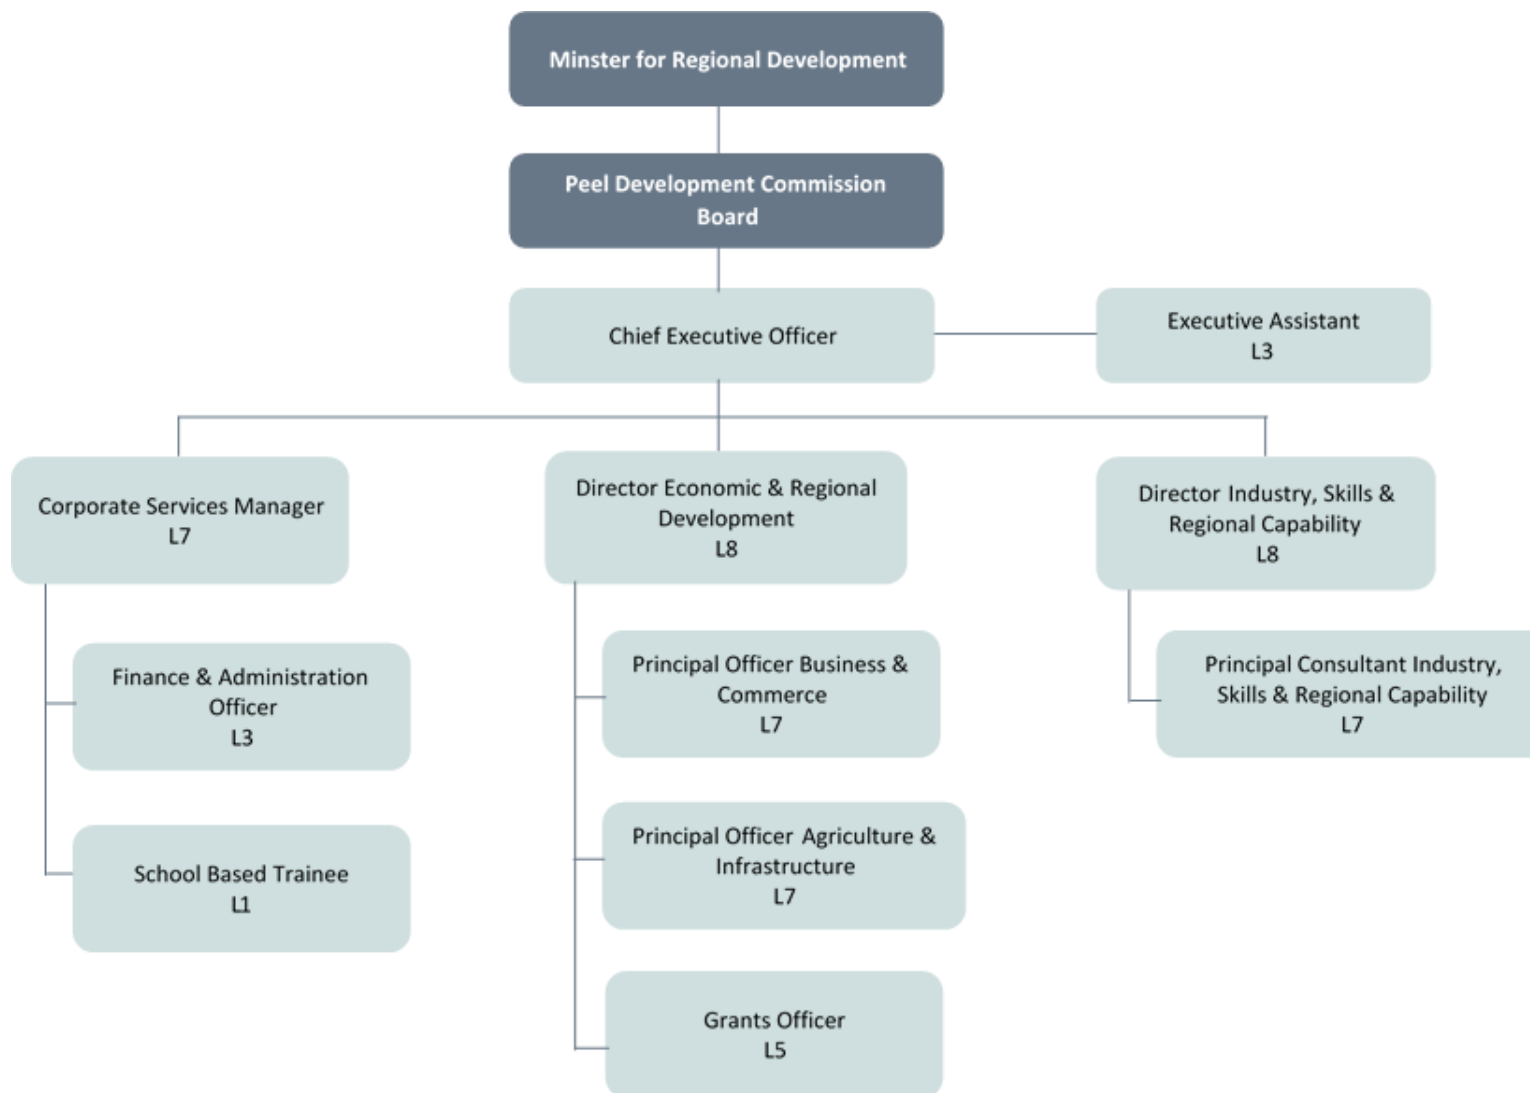 Minster for Regional Development
Peel Development Commission
Board
Chief Executive Officer
Executive Assistant
L3
Corporate Services Manager
L7
Director Economic & Regional
Development
L8
Director Industry, Skills &
Regional Capability
L8
Finance & Administration
Officer
L3
Principal Officer Business &
Commerce
L7
Principal Consultant Industry,
Skills & Regional Capability
L7
School Based Trainee
L1
Principal Officer Agriculture &
Infrastructure
L7
Grants Officer
L5